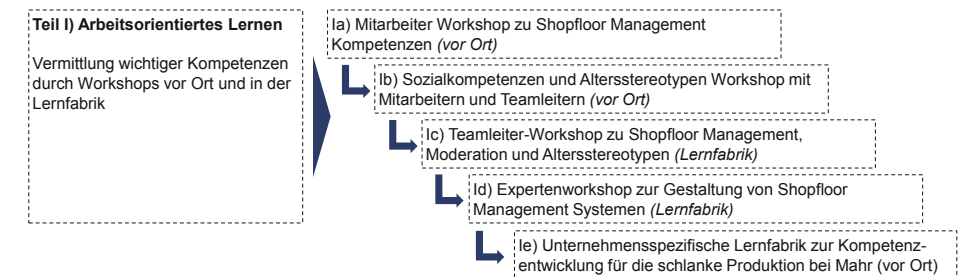 Teil I) Arbeitsorientiertes Lernen
Vermittlung wichtiger Kompetenzen
durch Workshops vor Ort und in der
Lernfabrik
Ia) Mitarbeiter Workshop zu Shopfloor Management
Kompetenzen (vor Ort)
Ib) Sozialkompetenzen und Altersstereotypen Workshop mit
Mitarbeitern und Teamleitern (vor Ort)
Ic) Teamleiter-Workshop zu Shopfloor Management,
Moderation und Altersstereotypen (Lernfabrik)
Id) Expertenworkshop zur Gestaltung von Shopfloor
Management Systemen (Lernfabrik)
Ie) Unternehmensspezifische Lernfabrik zur Kompetenz-
entwicklung für die schlanke Produktion bei Mahr (vor Ort)